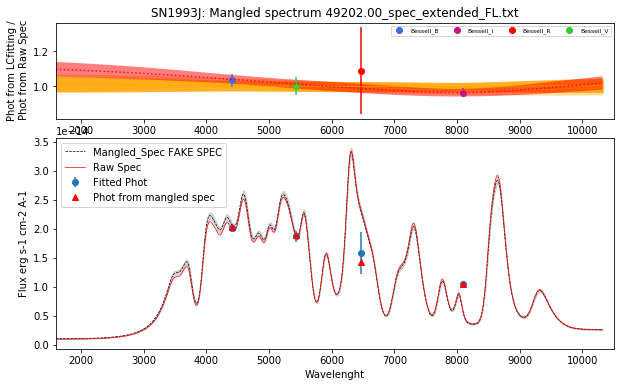 SN1993J: Mangled spectrum 49202.00_spec_extended_FL.txt
Phot from LCfitting /
Phot from Raw Spec
1.2
1.0
Bessell_B
Bessell_I
Bessell_R
Bessell_V
2000 3000 4000 5000 6000 7000 8000 9000 10000
1e−14
Flux erg s-1 cm-2 A-1
3.5
3.0
2.5
2.0
1.5
1.0
0.5
0.0
Mangled_Spec FAKE SPEC
Raw Spec
Fitted Phot
Phot from mangled spec
2000 3000 4000 5000 6000 7000 8000 9000 10000
Wavelenght